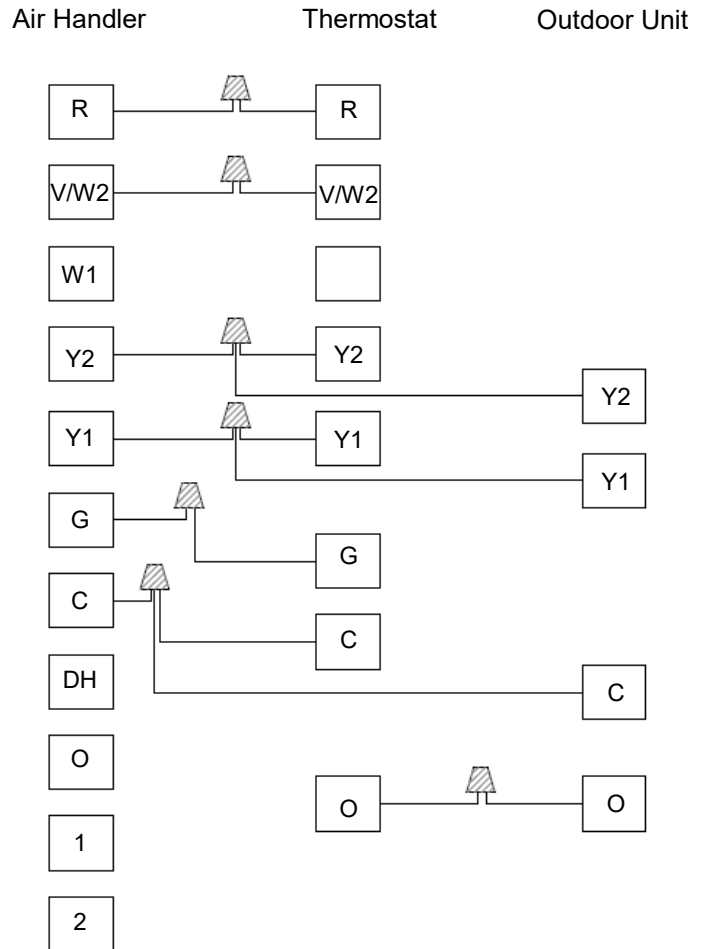 Air Handler Thermostat Outdoor Unit
R R
V/W2 V/W2
W1
Y2 Y2
Y2
Y1 Y1
Y1
G
G
C
C
DH
C
O
O O
1
2